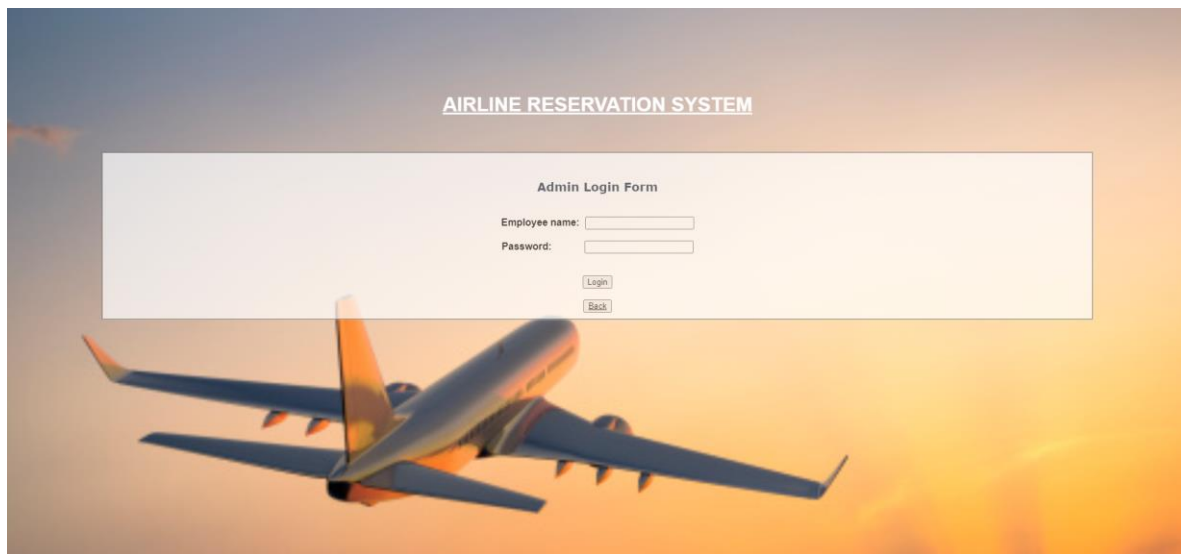 AIRLINE RESERVATION SYSTEM
Admin Login Form
Employee name:
Password:
Login
Back